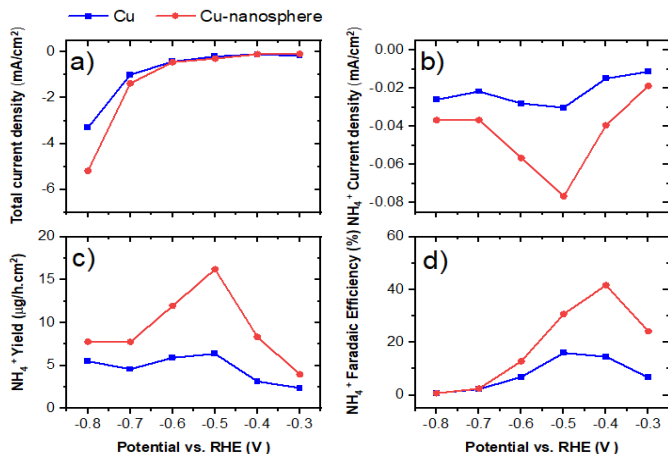 Cu Cu-nanosphere
a)
Total current density (mA/cm²)
0
-2
-4
-6
b)
NH₄⁺ Current density (mA/cm²)
0.00
-0.02
-0.04
-0.06
-0.08
c)
NH₄⁺ Yield (µg/h.cm²)
20
15
10
5
0
-0.8 -0.7 -0.6 -0.5 -0.4 -0.3
Potential vs. RHE (V )
d)
NH₄⁺ Faradaic Efficiency (%)
60
40
20
0
-0.8 -0.7 -0.6 -0.5 -0.4 -0.3
Potential vs. RHE (V )